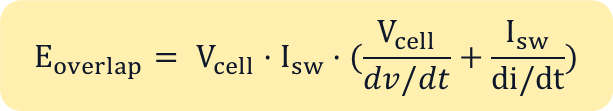 E_overlap = V_cell · I_sw · (V_cell / dv/dt + I_sw / di/dt)